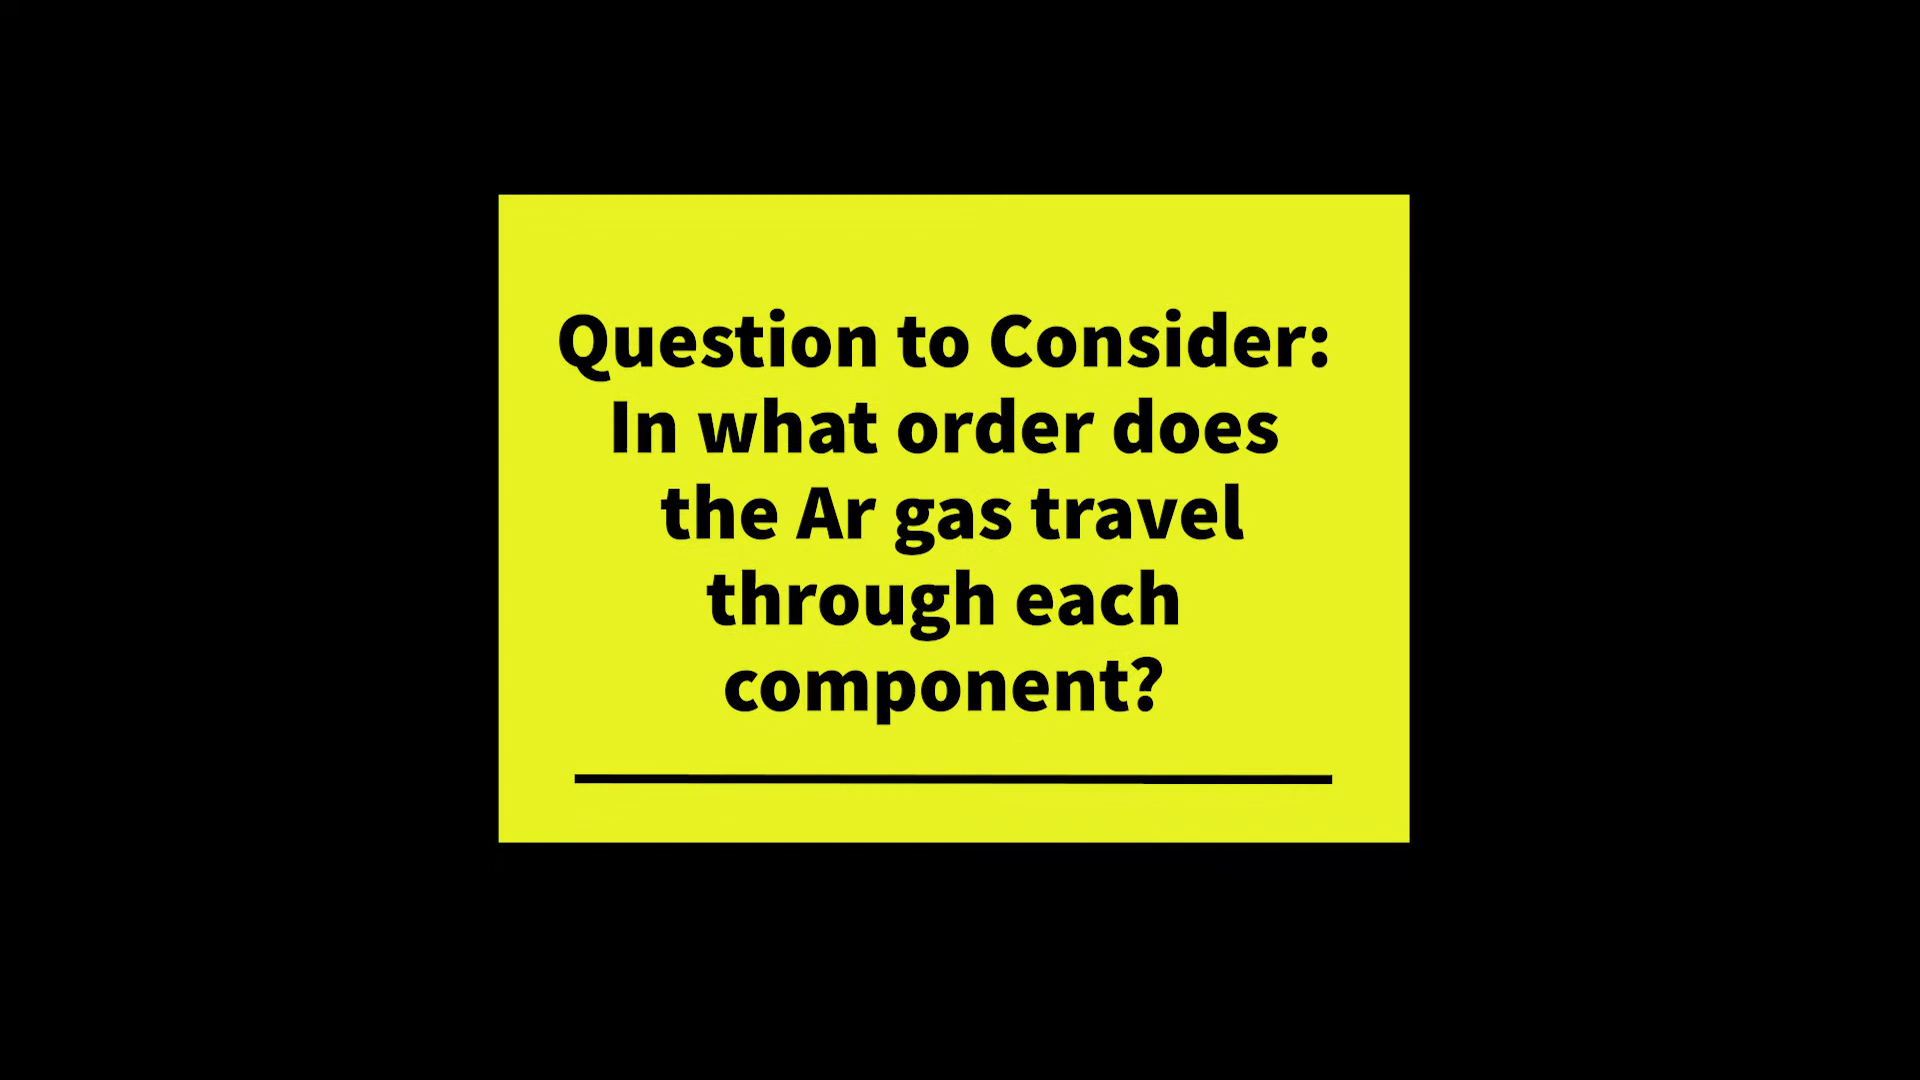 Question to Consider:
In what order does
the Ar gas travel
through each
component?